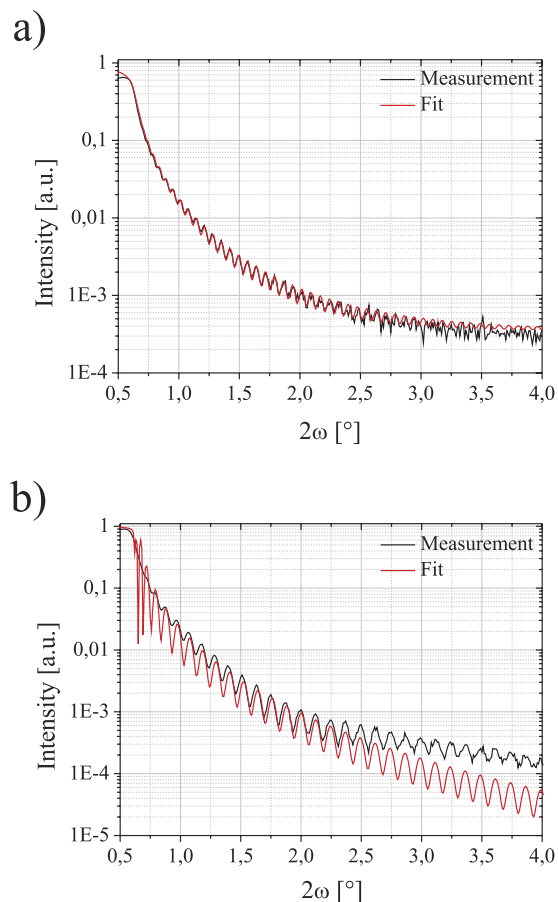 a)
1
0.1
0,01
1E-3
1E-4
Intensity [a.u.]
Measurement
Fit
0,5 1,0 1,5 2,0 2,5 3,0 3,5 4,0
2ω [°]
b)
1
0,1
0,01
1E-3
1E-4
1E-5
Intensity [a.u.]
Measurement
Fit
0,5 1,0 1,5 2,0 2,5 3,0 3,5 4,0
2ω [°]